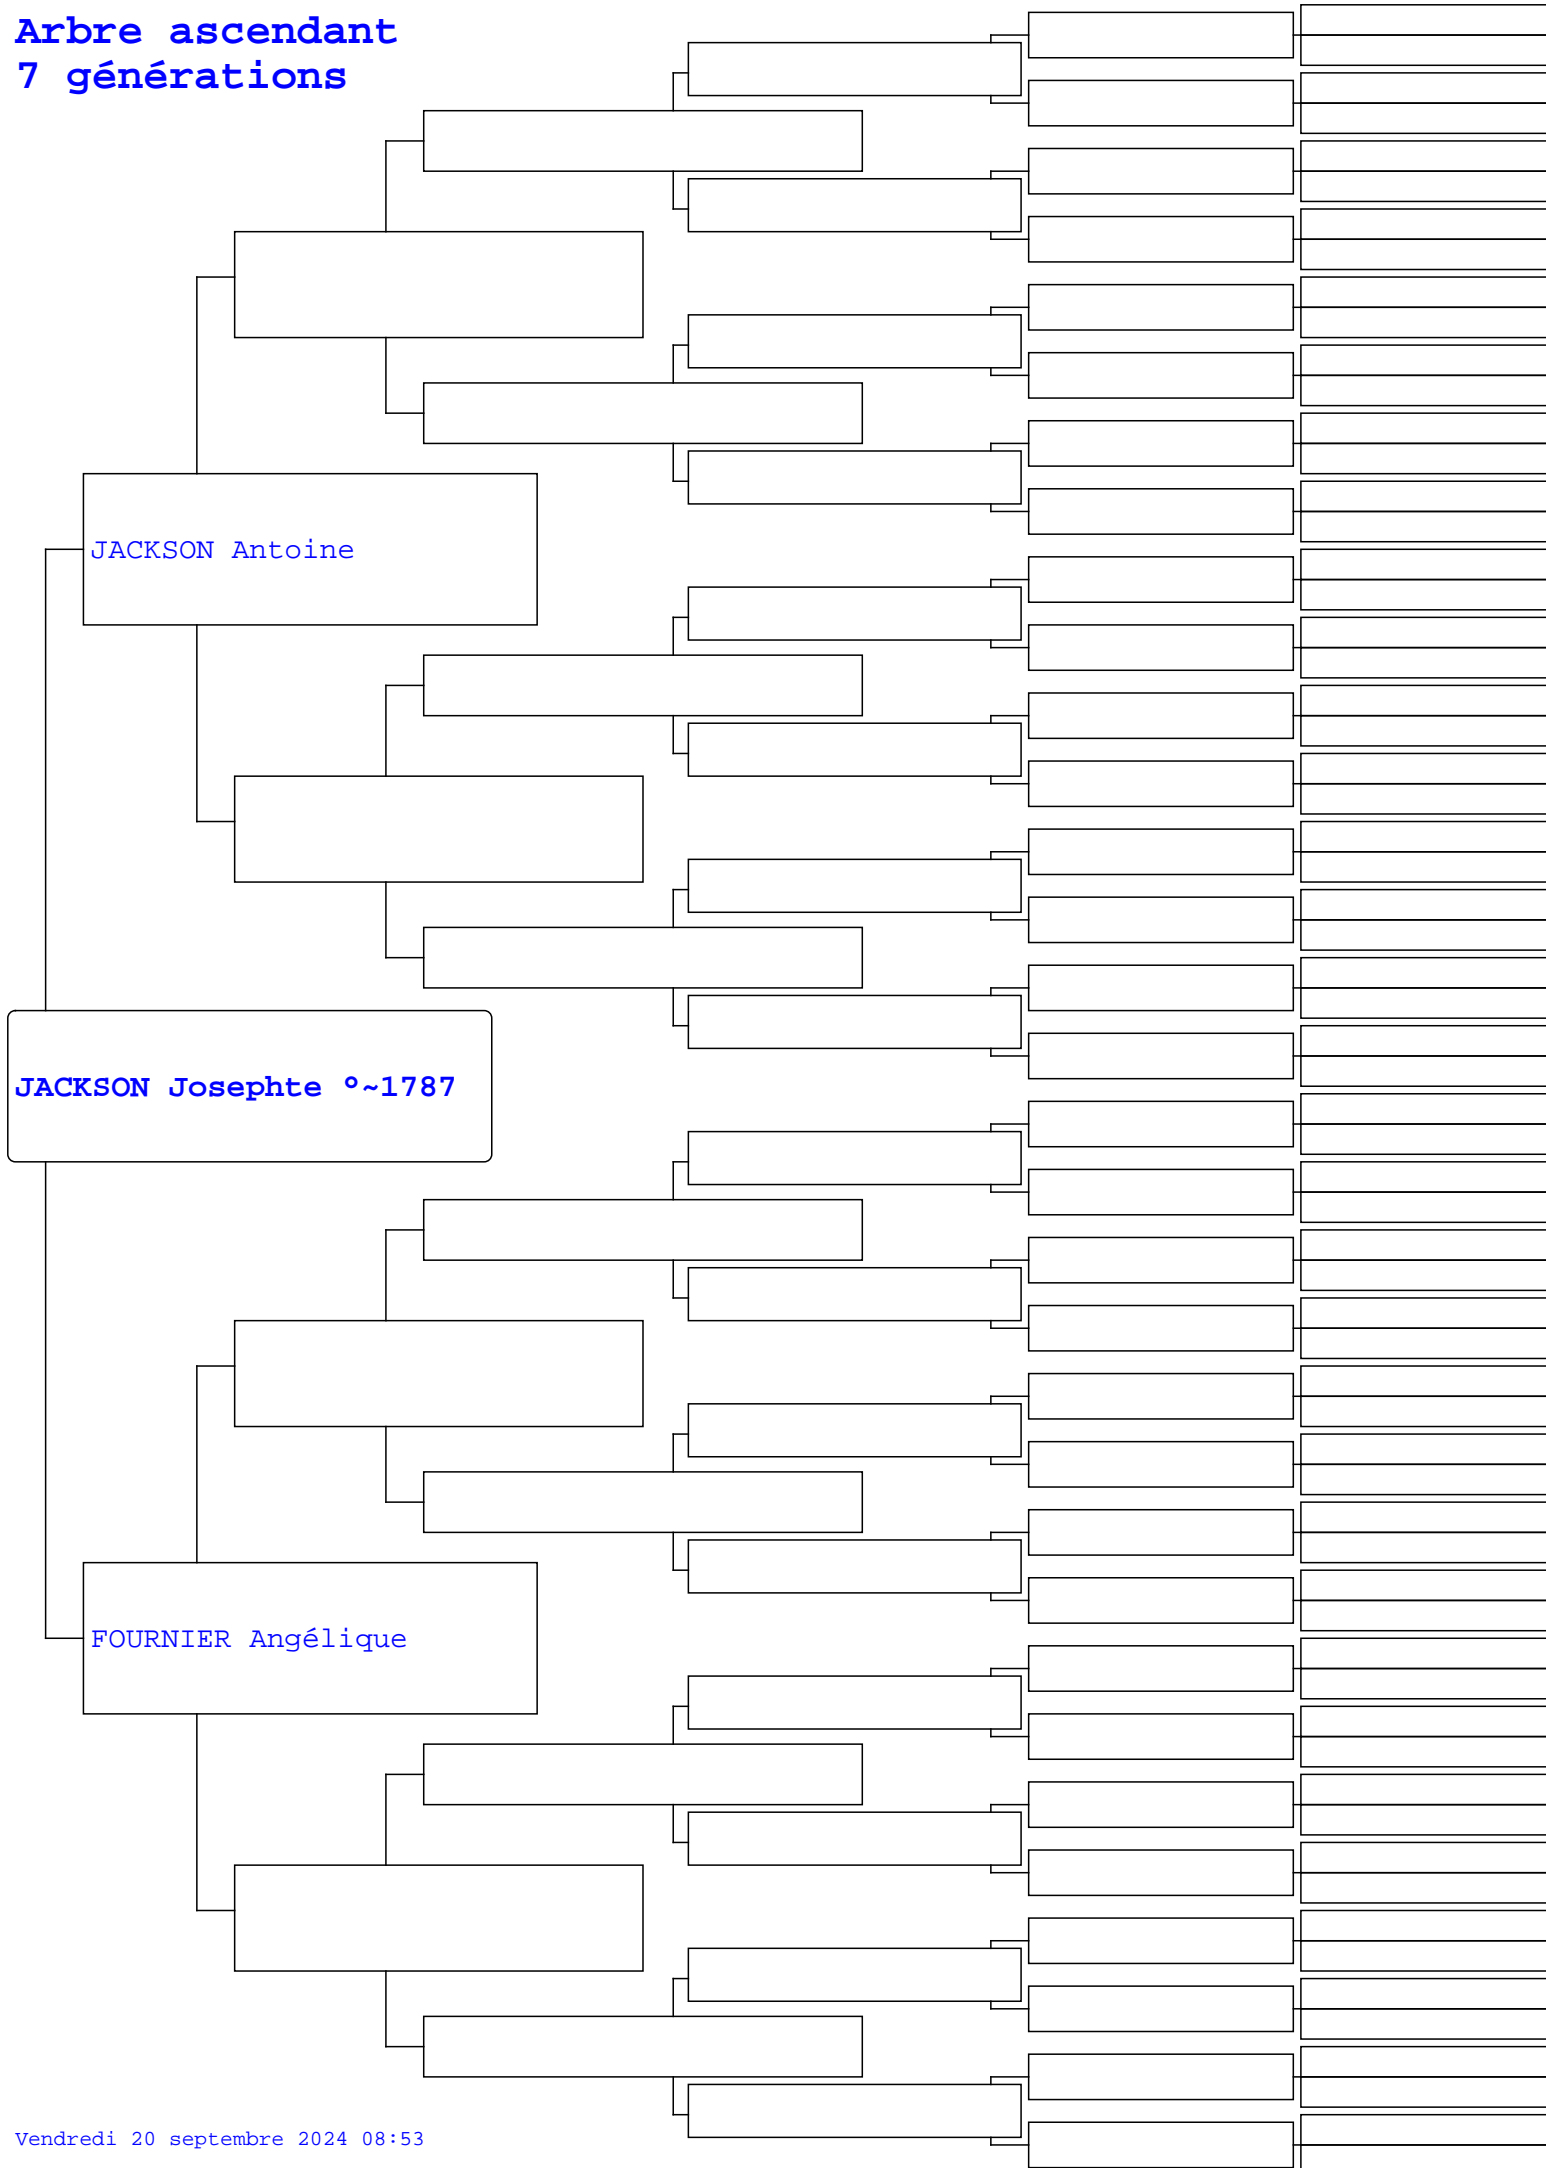 Arbre ascendant
7 générations
JACKSON Antoine
JACKSON Josephte º~1787
FOURNIER Angélique
Vendredi 20 septembre 2024 08:53